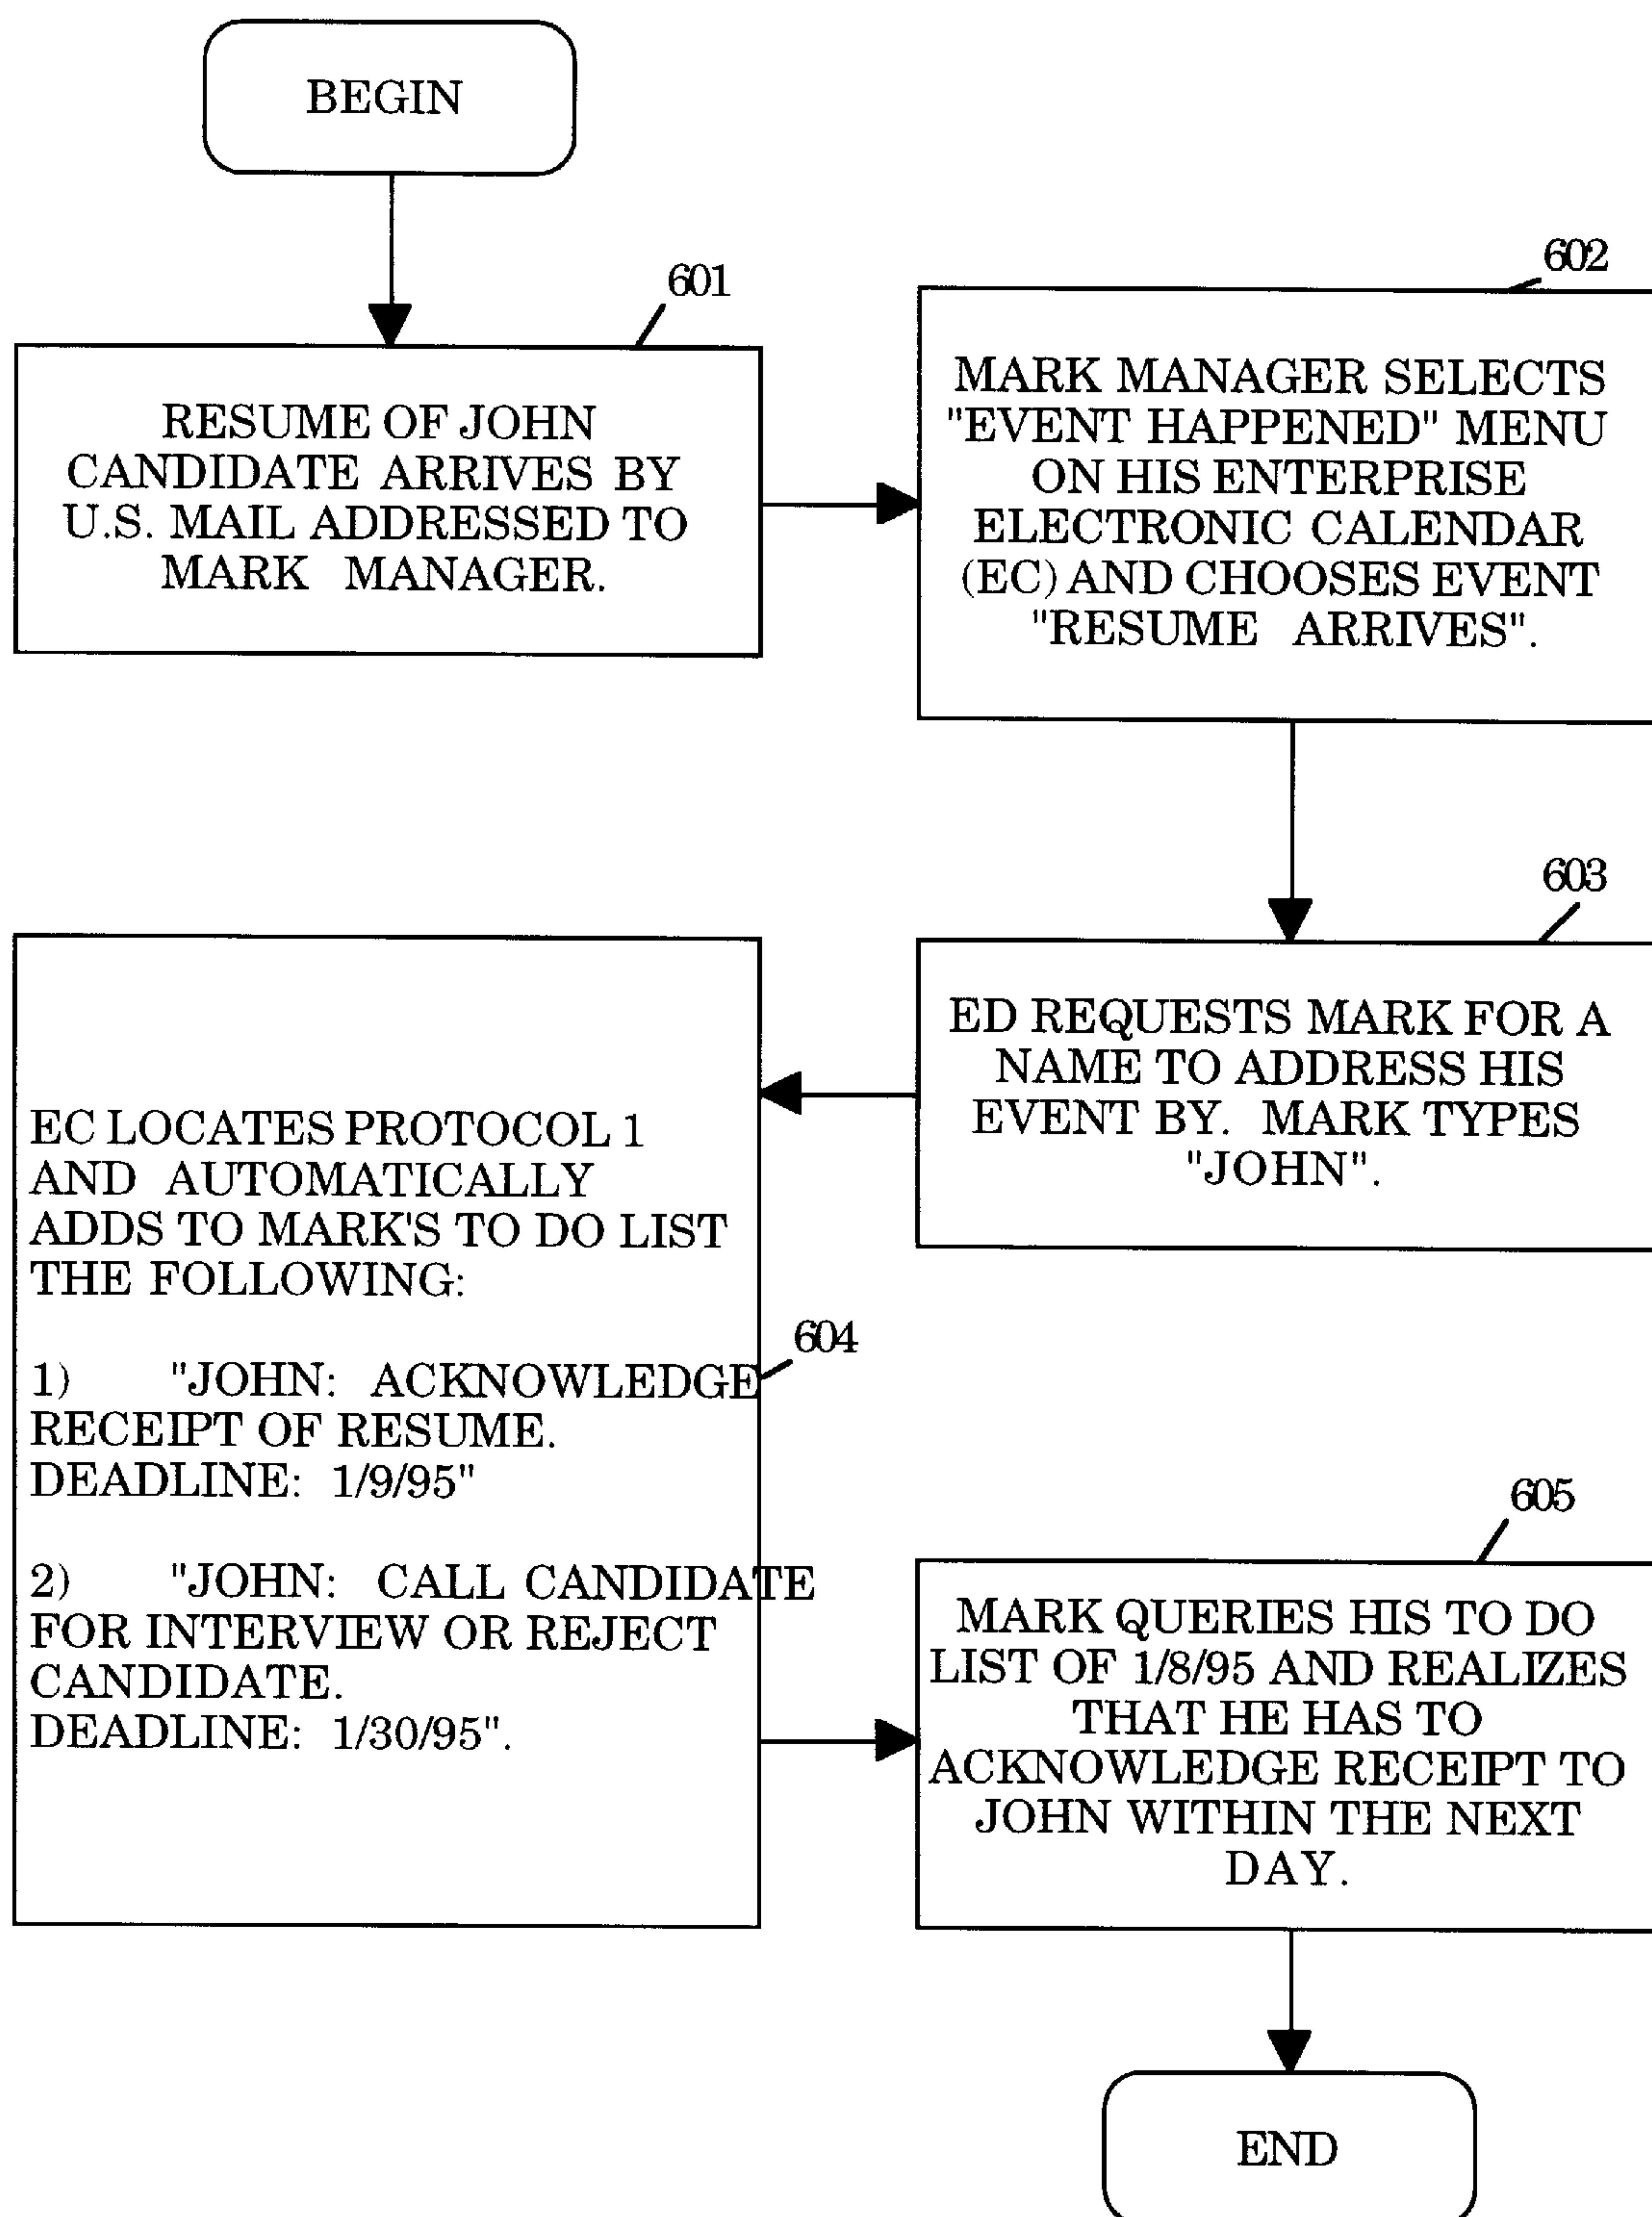 BEGIN
601
RESUME OF JOHN
CANDIDATE ARRIVES BY
U.S. MAIL ADDRESSED TO
MARK MANAGER.
602
MARK MANAGER SELECTS
"EVENT HAPPENED" MENU
ON HIS ENTERPRISE
ELECTRONIC CALENDAR
(EC) AND CHOOSES EVENT
"RESUME ARRIVES".
603
ED REQUESTS MARK FOR A
NAME TO ADDRESS HIS
EVENT BY. MARK TYPES
"JOHN".
604
EC LOCATES PROTOCOL 1
AND AUTOMATICALLY
ADDS TO MARK'S TO DO LIST
THE FOLLOWING:
1) "JOHN: ACKNOWLEDGE
RECEIPT OF RESUME.
DEADLINE: 1/9/95"
2) "JOHN: CALL CANDIDATE
FOR INTERVIEW OR REJECT
CANDIDATE.
DEADLINE: 1/30/95".
605
MARK QUERIES HIS TO DO
LIST OF 1/8/95 AND REALIZES
THAT HE HAS TO
ACKNOWLEDGE RECEIPT TO
JOHN WITHIN THE NEXT
DAY.
END